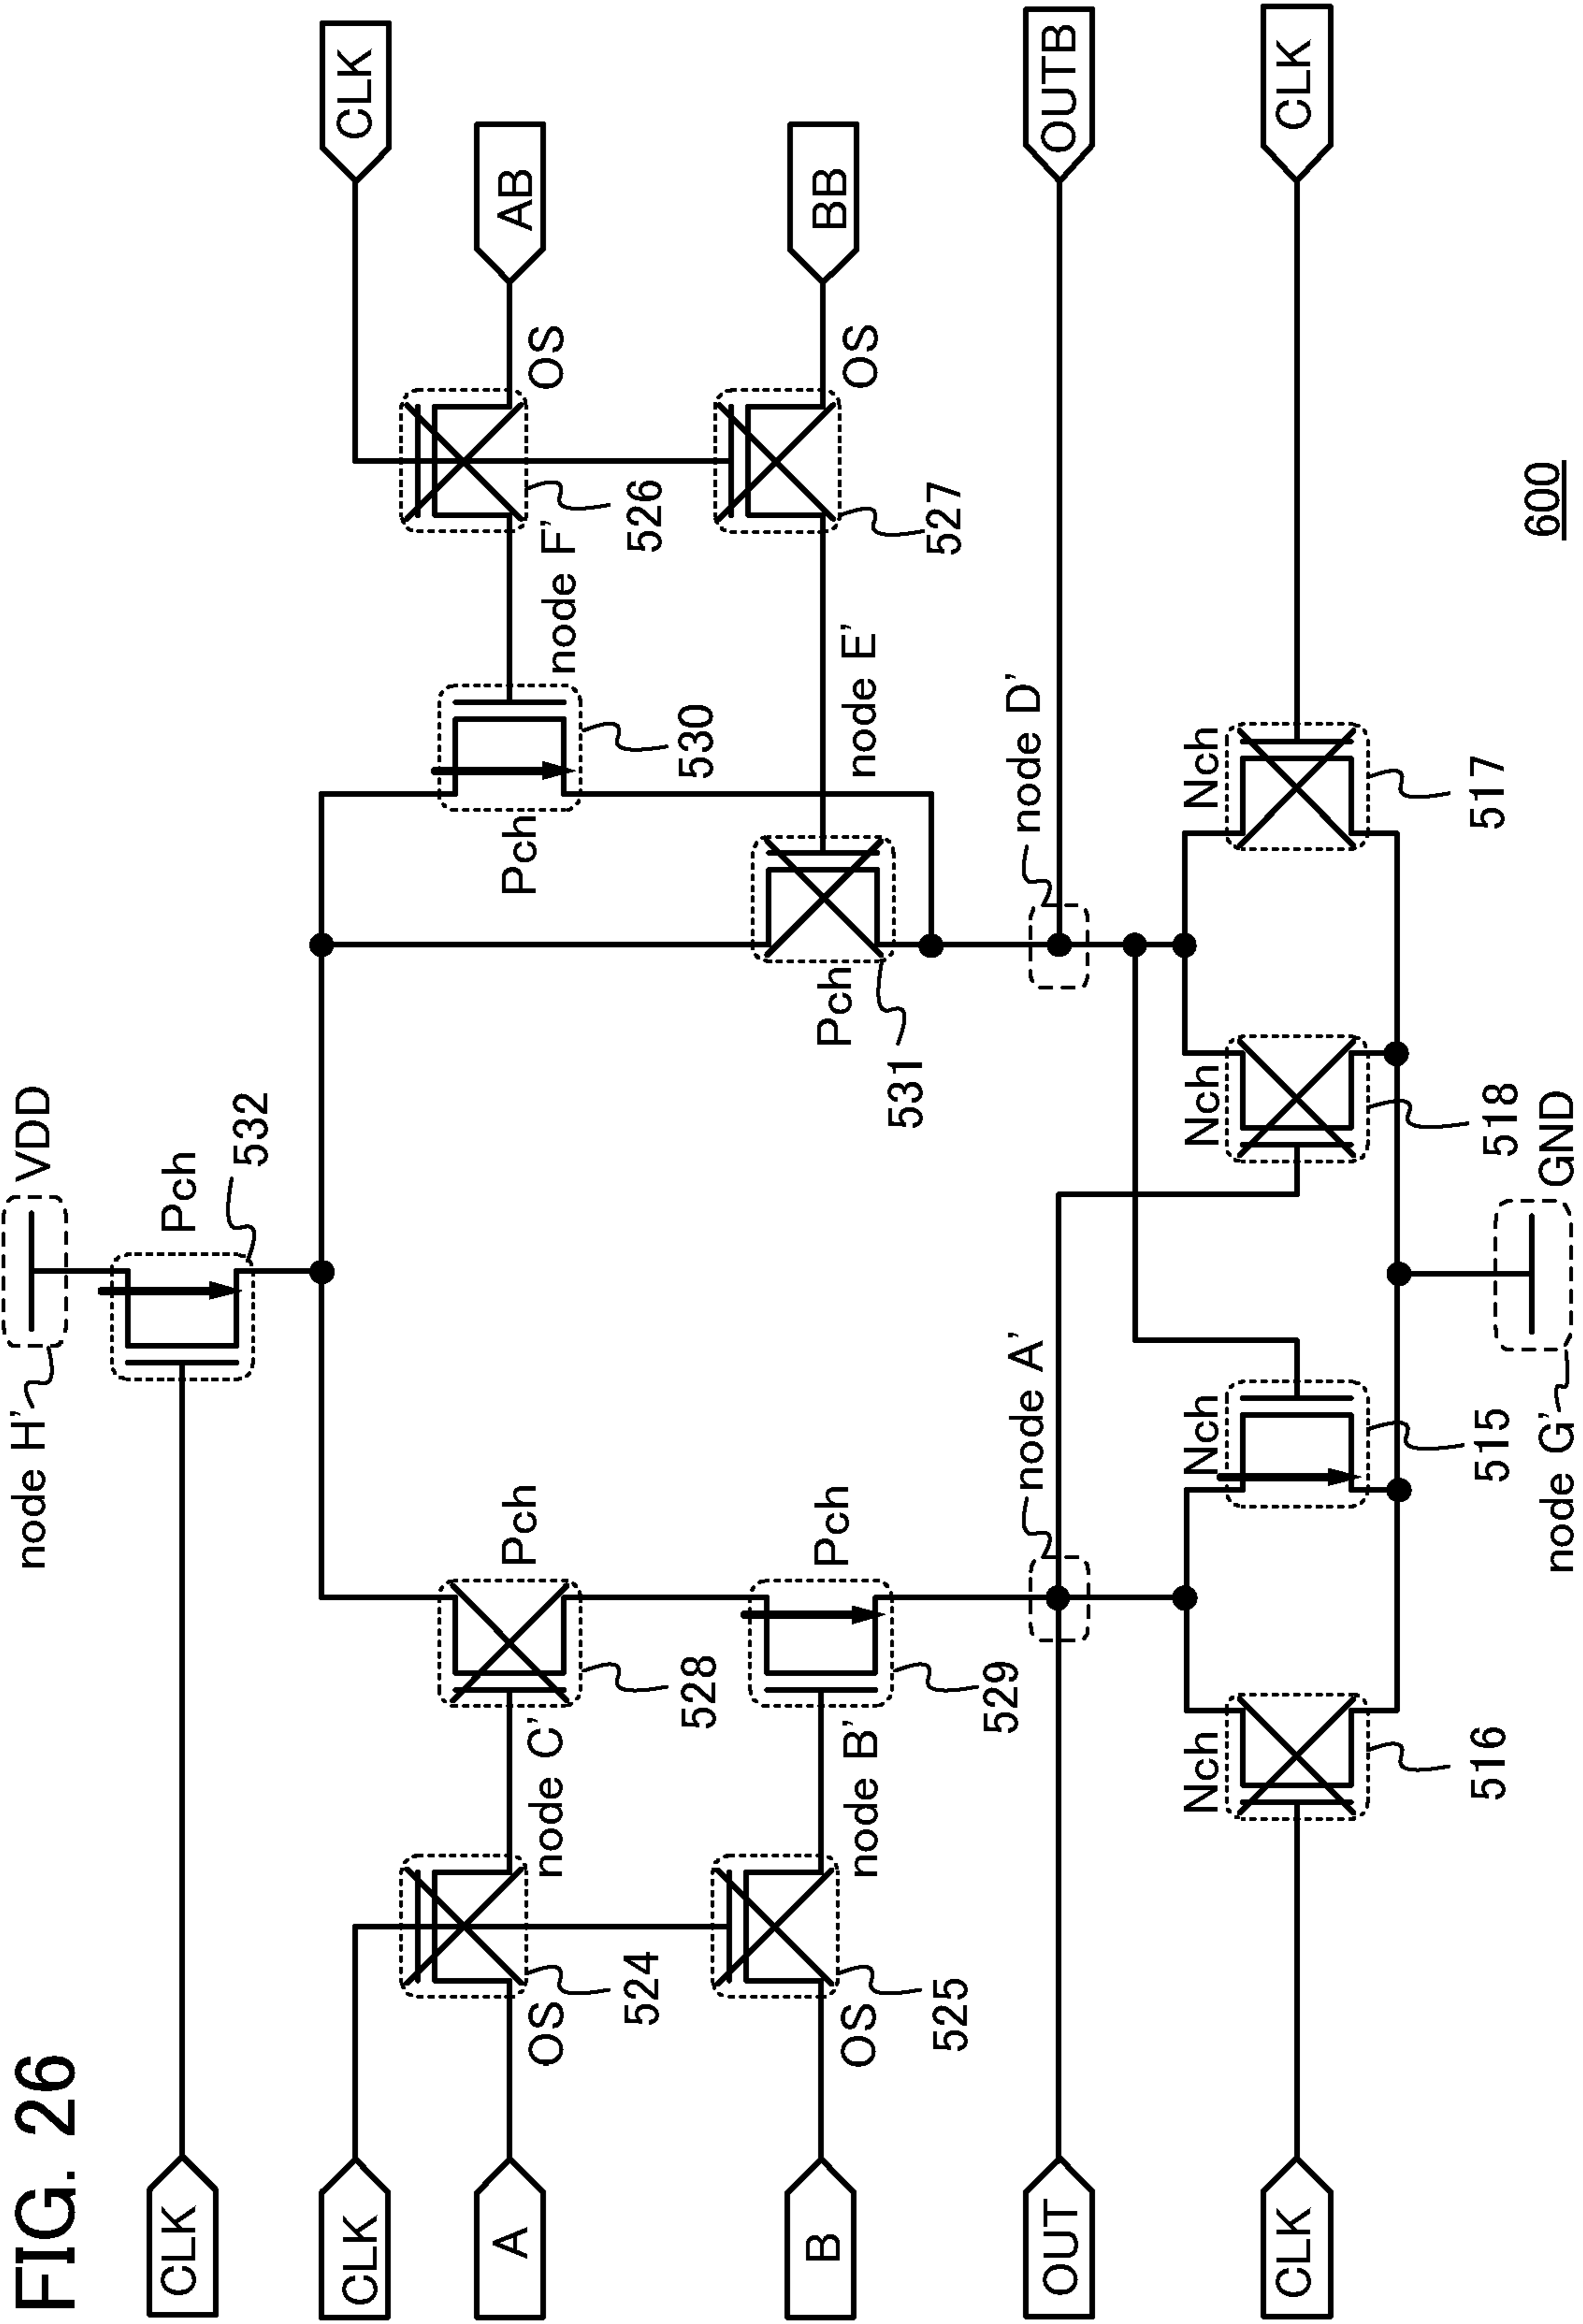 FIG. 26
node H'
VDD
CLK
Pch
532
CLK
CLK
A
OS
524
node C'
Pch
528
Pch
530
node F'
526
OS
AB
B
OS
525
node B'
Pch
529
Pch
531
node E'
527
OS
BB
OUT
node A'
node D'
OUTB
CLK
Nch
516
Nch
515
Nch
518
Nch
517
CLK
node G'
GND
600